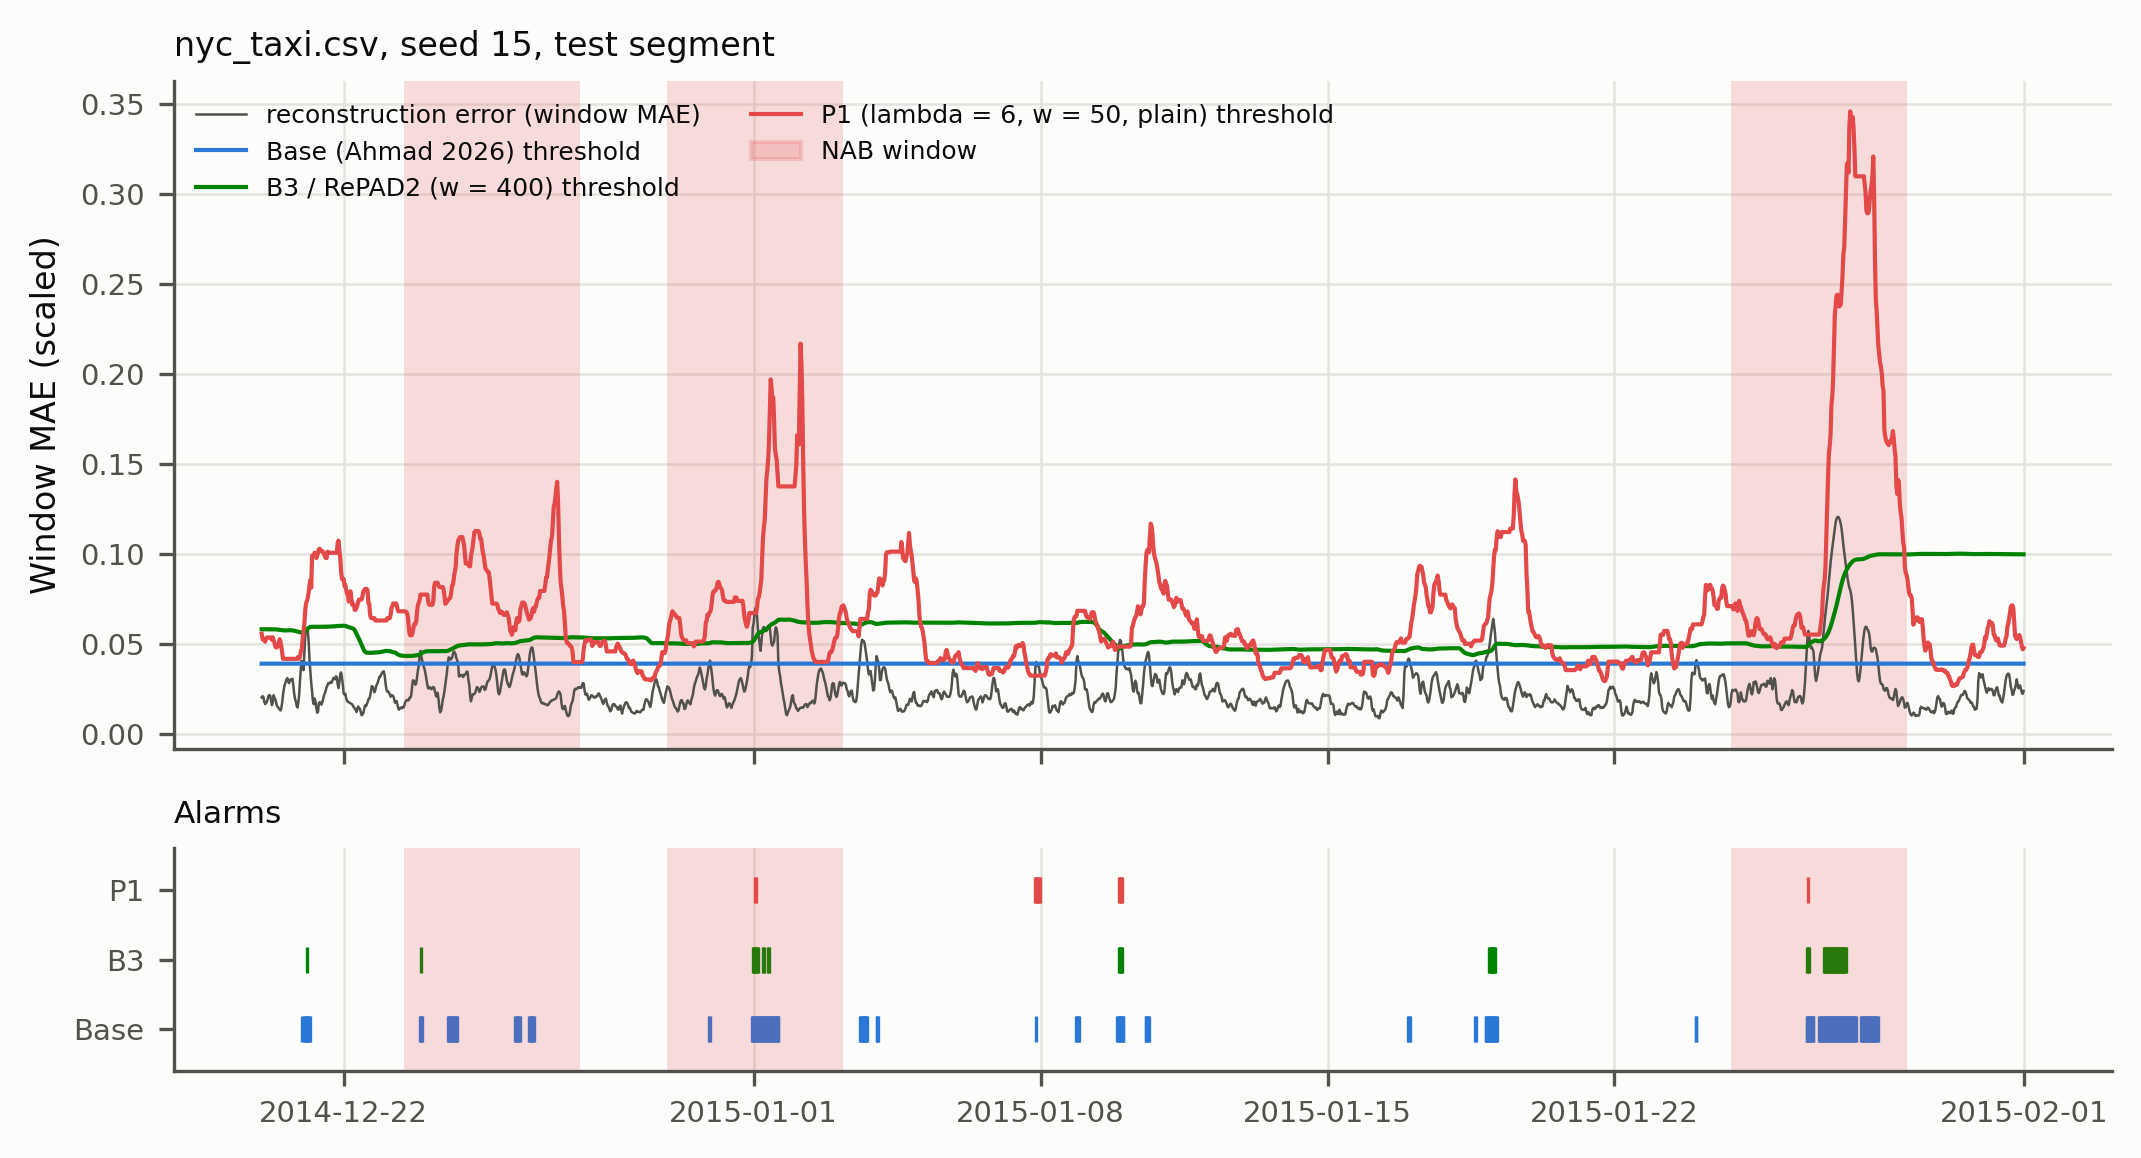 nyc_taxi.csv, seed 15, test segment
reconstruction error (window MAE)
Base (Ahmad 2026) threshold
B3 / RePAD2 (w = 400) threshold
P1 (lambda = 6, w = 50, plain) threshold
NAB window
Window MAE (scaled)
0.35
0.30
0.25
0.20
0.15
0.10
0.05
0.00
Alarms
P1
B3
Base
2014-12-22
2015-01-01
2015-01-08
2015-01-15
2015-01-22
2015-02-01